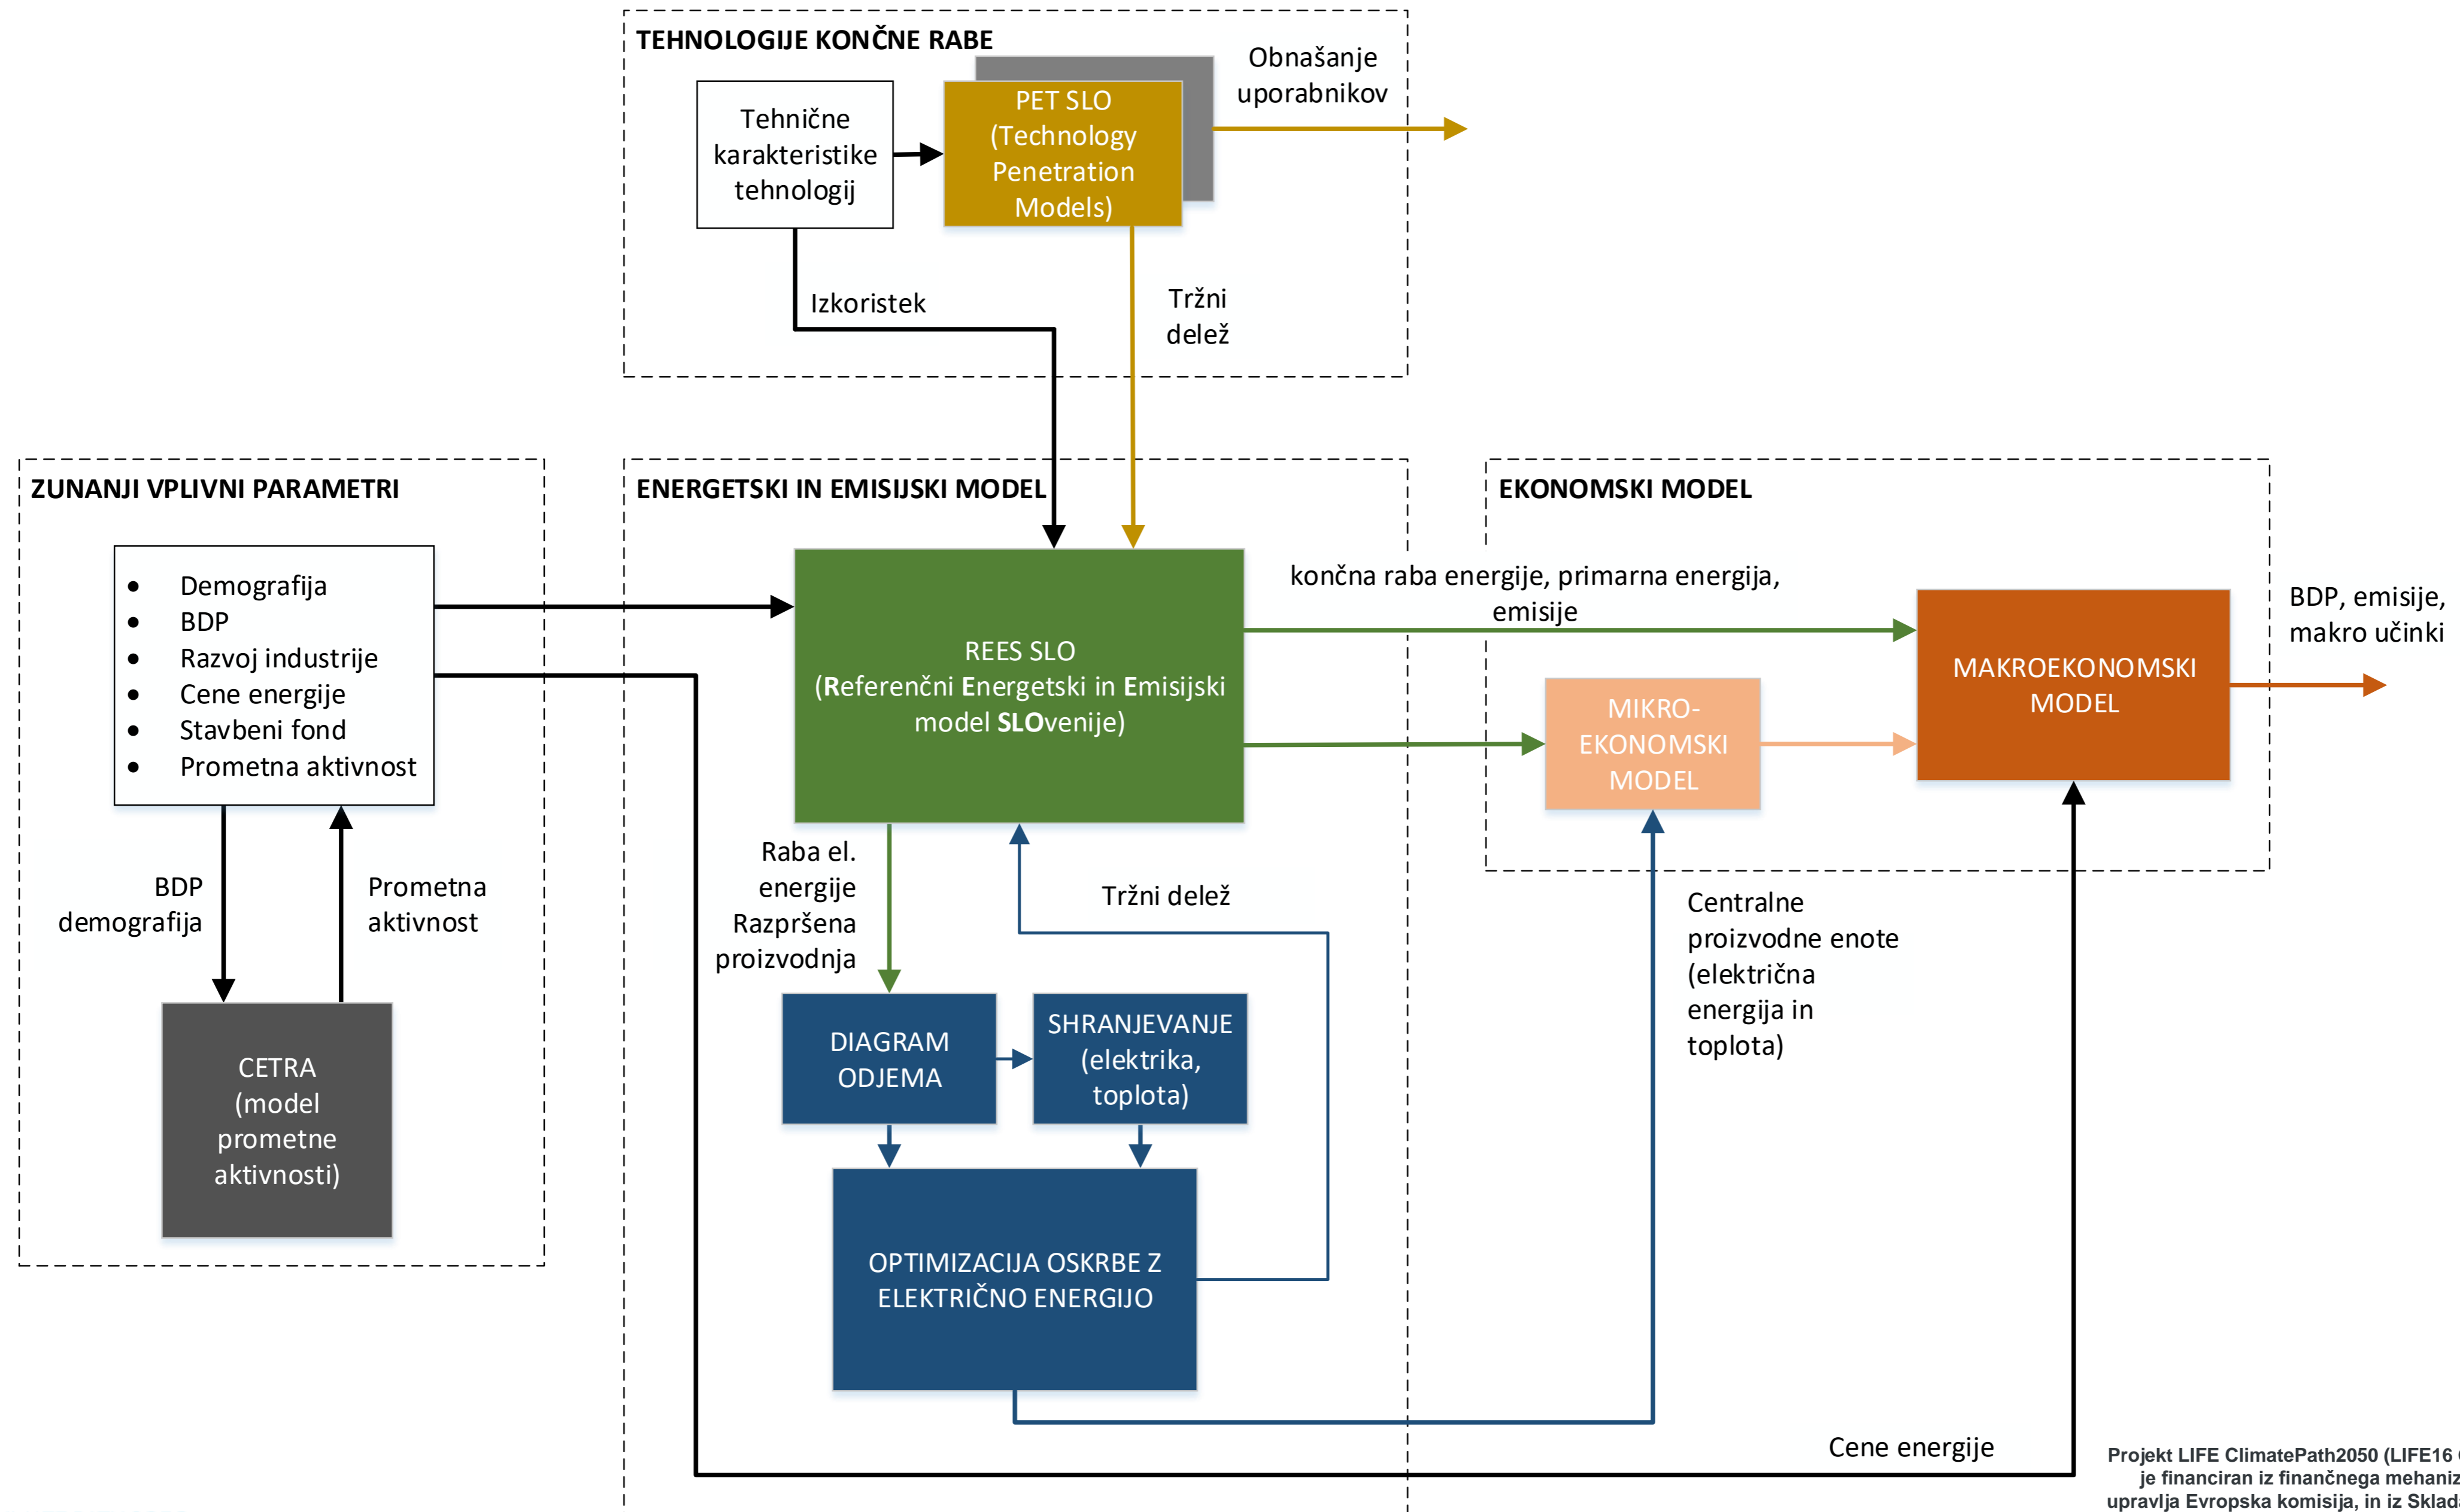 TEHNOLOGIJE KONČNE RABE
Tehnične
karakteristike
tehnologij
PET SLO
(Technology
Penetration
Models)
Obnašanje
uporabnikov
Izkoristek
Tržni
delež
ZUNANJI VPLIVNI PARAMETRI
• Demografija
• BDP
• Razvoj industrije
• Cene energije
• Stavbeni fond
• Prometna aktivnost
BDP
demografija
Prometna
aktivnost
CETRA
(model
prometne
aktivnosti)
ENERGETSKI IN EMISIJSKI MODEL
REES SLO
(Referenčni Energetski in Emisijski
model SLOvenije)
Raba el.
energije
Razpršena
proizvodnja
Tržni delež
DIAGRAM
ODJEMA
SHRANJEVANJE
(elektrika,
toplota)
OPTIMIZACIJA OSKRBE Z
ELEKTRIČNO ENERGIJO
EKONOMSKI MODEL
končna raba energije, primarna energija,
emisije
MIKRO-
EKONOMSKI
MODEL
MAKROEKONOMSKI
MODEL
BDP, emisije,
makro učinki
Centralne
proizvodne enote
(električna
energija in
toplota)
Cene energije
Projekt LIFE ClimatePath2050 (LIFE16
je financiran iz finančnega
upravlja Evropska komisija, in iz